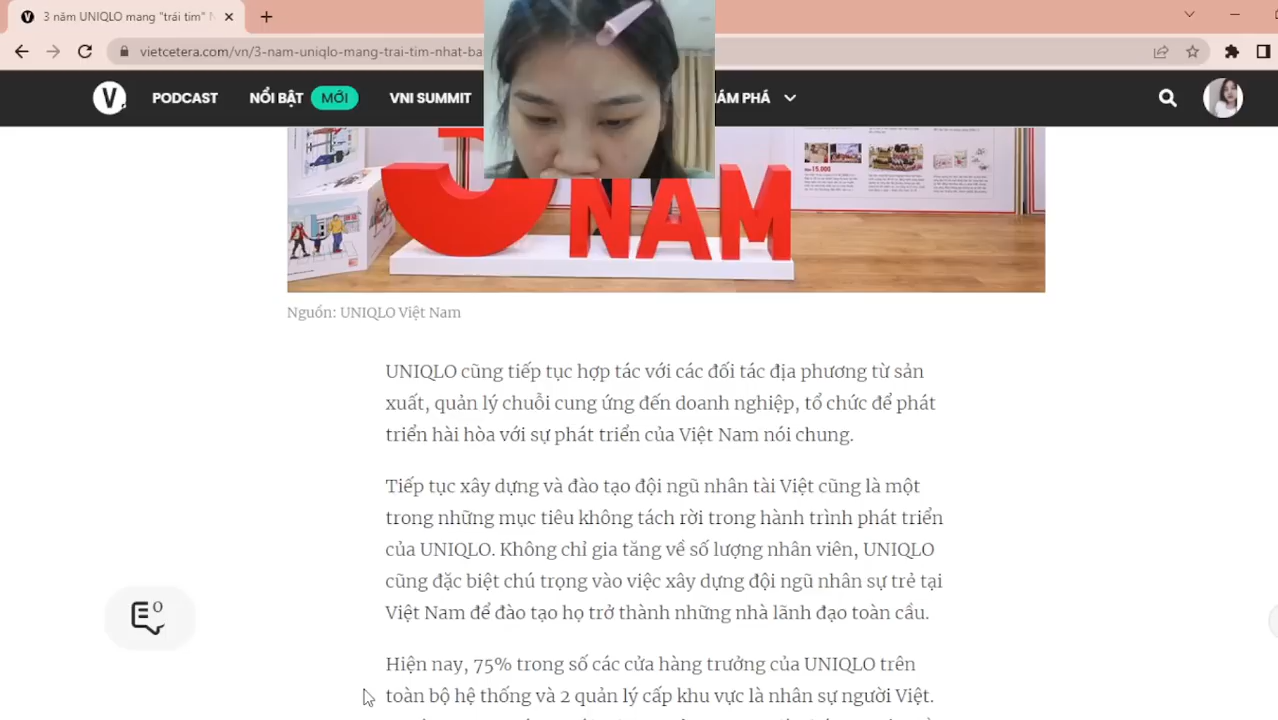 3 năm UNIQLO mang "trái tim"
vietcetera.com/vn/3-nam-uniqlo-mang-trai-tim-nhat-ba
V.
PODCAST
NỔI BẬT
MỚI
VNI SUMMIT
ÁM PHÁ
15.000
3 NĂM
Nguồn: UNIQLO Việt Nam
UNIQLO cũng tiếp tục hợp tác với các đối tác địa phương từ sản
xuất, quản lý chuỗi cung ứng đến doanh nghiệp, tổ chức để phát
triển hài hòa với sự phát triển của Việt Nam nói chung.
Tiếp tục xây dựng và đào tạo đội ngũ nhân tài Việt cũng là một
trong những mục tiêu không tách rời trong hành trình phát triển
của UNIQLO. Không chỉ gia tăng về số lượng nhân viên, UNIQLO
cũng đặc biệt chú trọng vào việc xây dựng đội ngũ nhân sự trẻ tại
Việt Nam để đào tạo họ trở thành những nhà lãnh đạo toàn cầu.
0
Hiện nay, 75% trong số các cửa hàng trưởng của UNIQLO trên
toàn bộ hệ thống và 2 quản lý cấp khu vực là nhân sự người Việt.